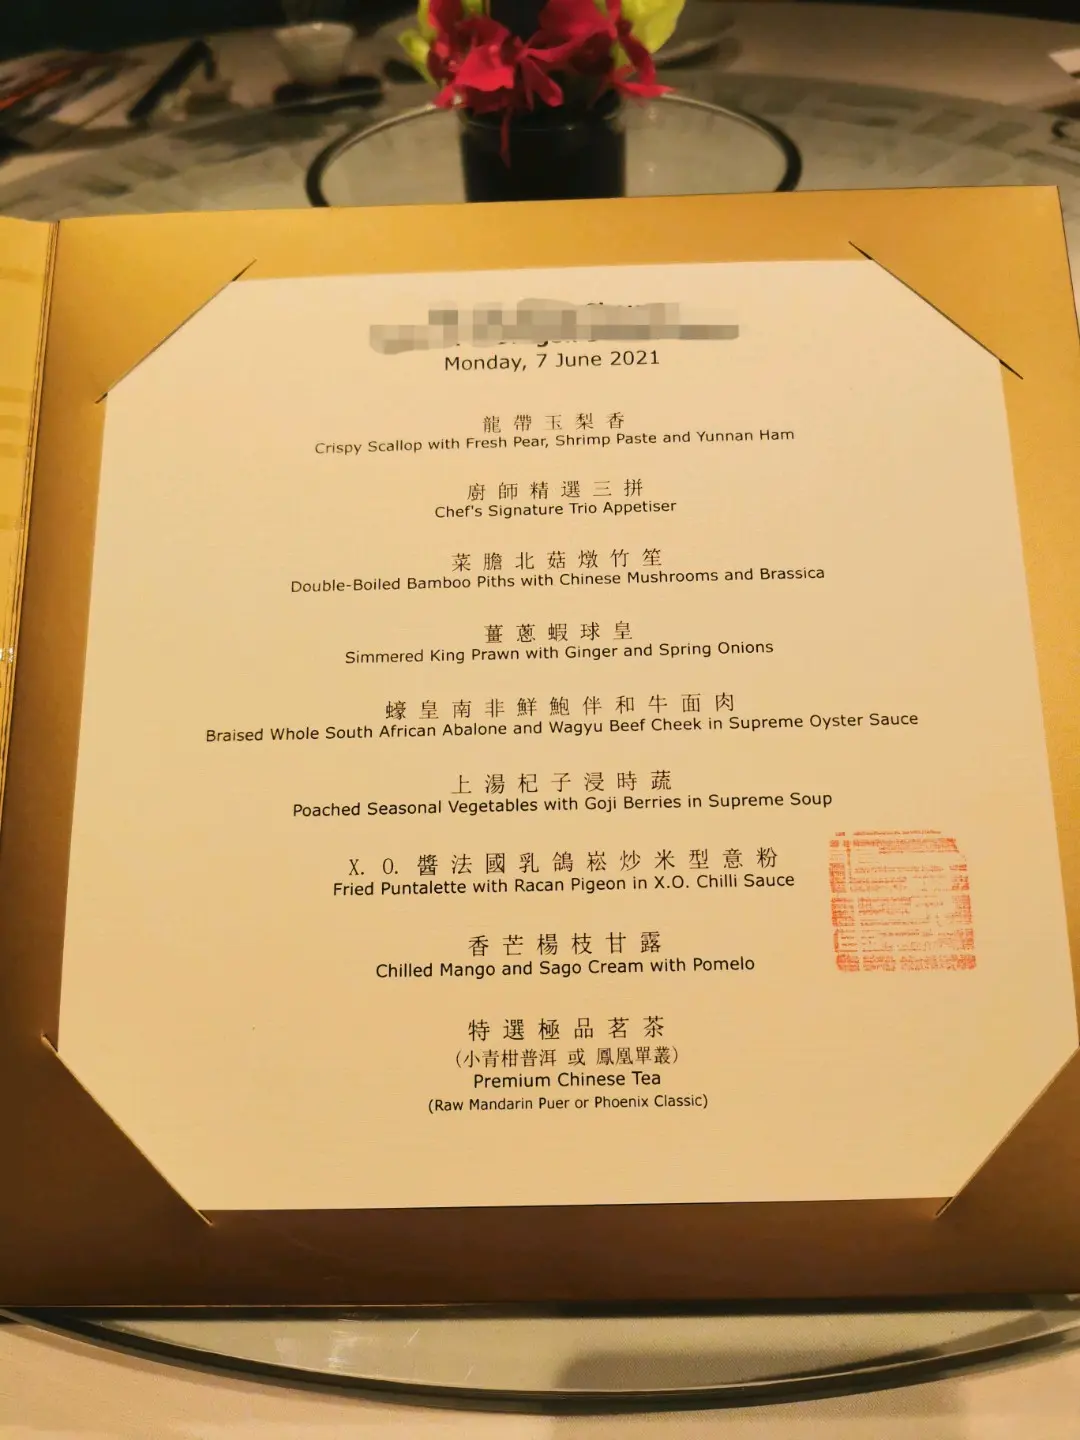 Monday, 7 June 2021
龍帶玉梨香
Crispy Scallop with Fresh Pear, Shrimp Paste and Yunnan Ham
廚師精選三拼
Chef's Signature Trio Appetiser
菜膽北菇燉竹笙
Double-Boiled Bamboo Piths with Chinese Mushrooms and Brassica
薑蔥蝦球皇
Simmered King Prawn with Ginger and Spring Onions
蠔皇南非鮮鮑伴和牛面肉
Braised Whole South African Abalone and Wagyu Beef Cheek in Supreme Oyster Sauce
上湯杞子浸時蔬
Poached Seasonal Vegetables with Goji Berries in Supreme Soup
X.O.醬法國乳鴿崧炒米型意粉
Fried Puntalette with Racan Pigeon in X.O. Chilli Sauce
香芒楊枝甘露
Chilled Mango and Sago Cream with Pomelo
特選極品茗茶
(小青柑普洱 或 鳳凰單叢)
Premium Chinese Tea
(Raw Mandarin Puer or Phoenix Classic)